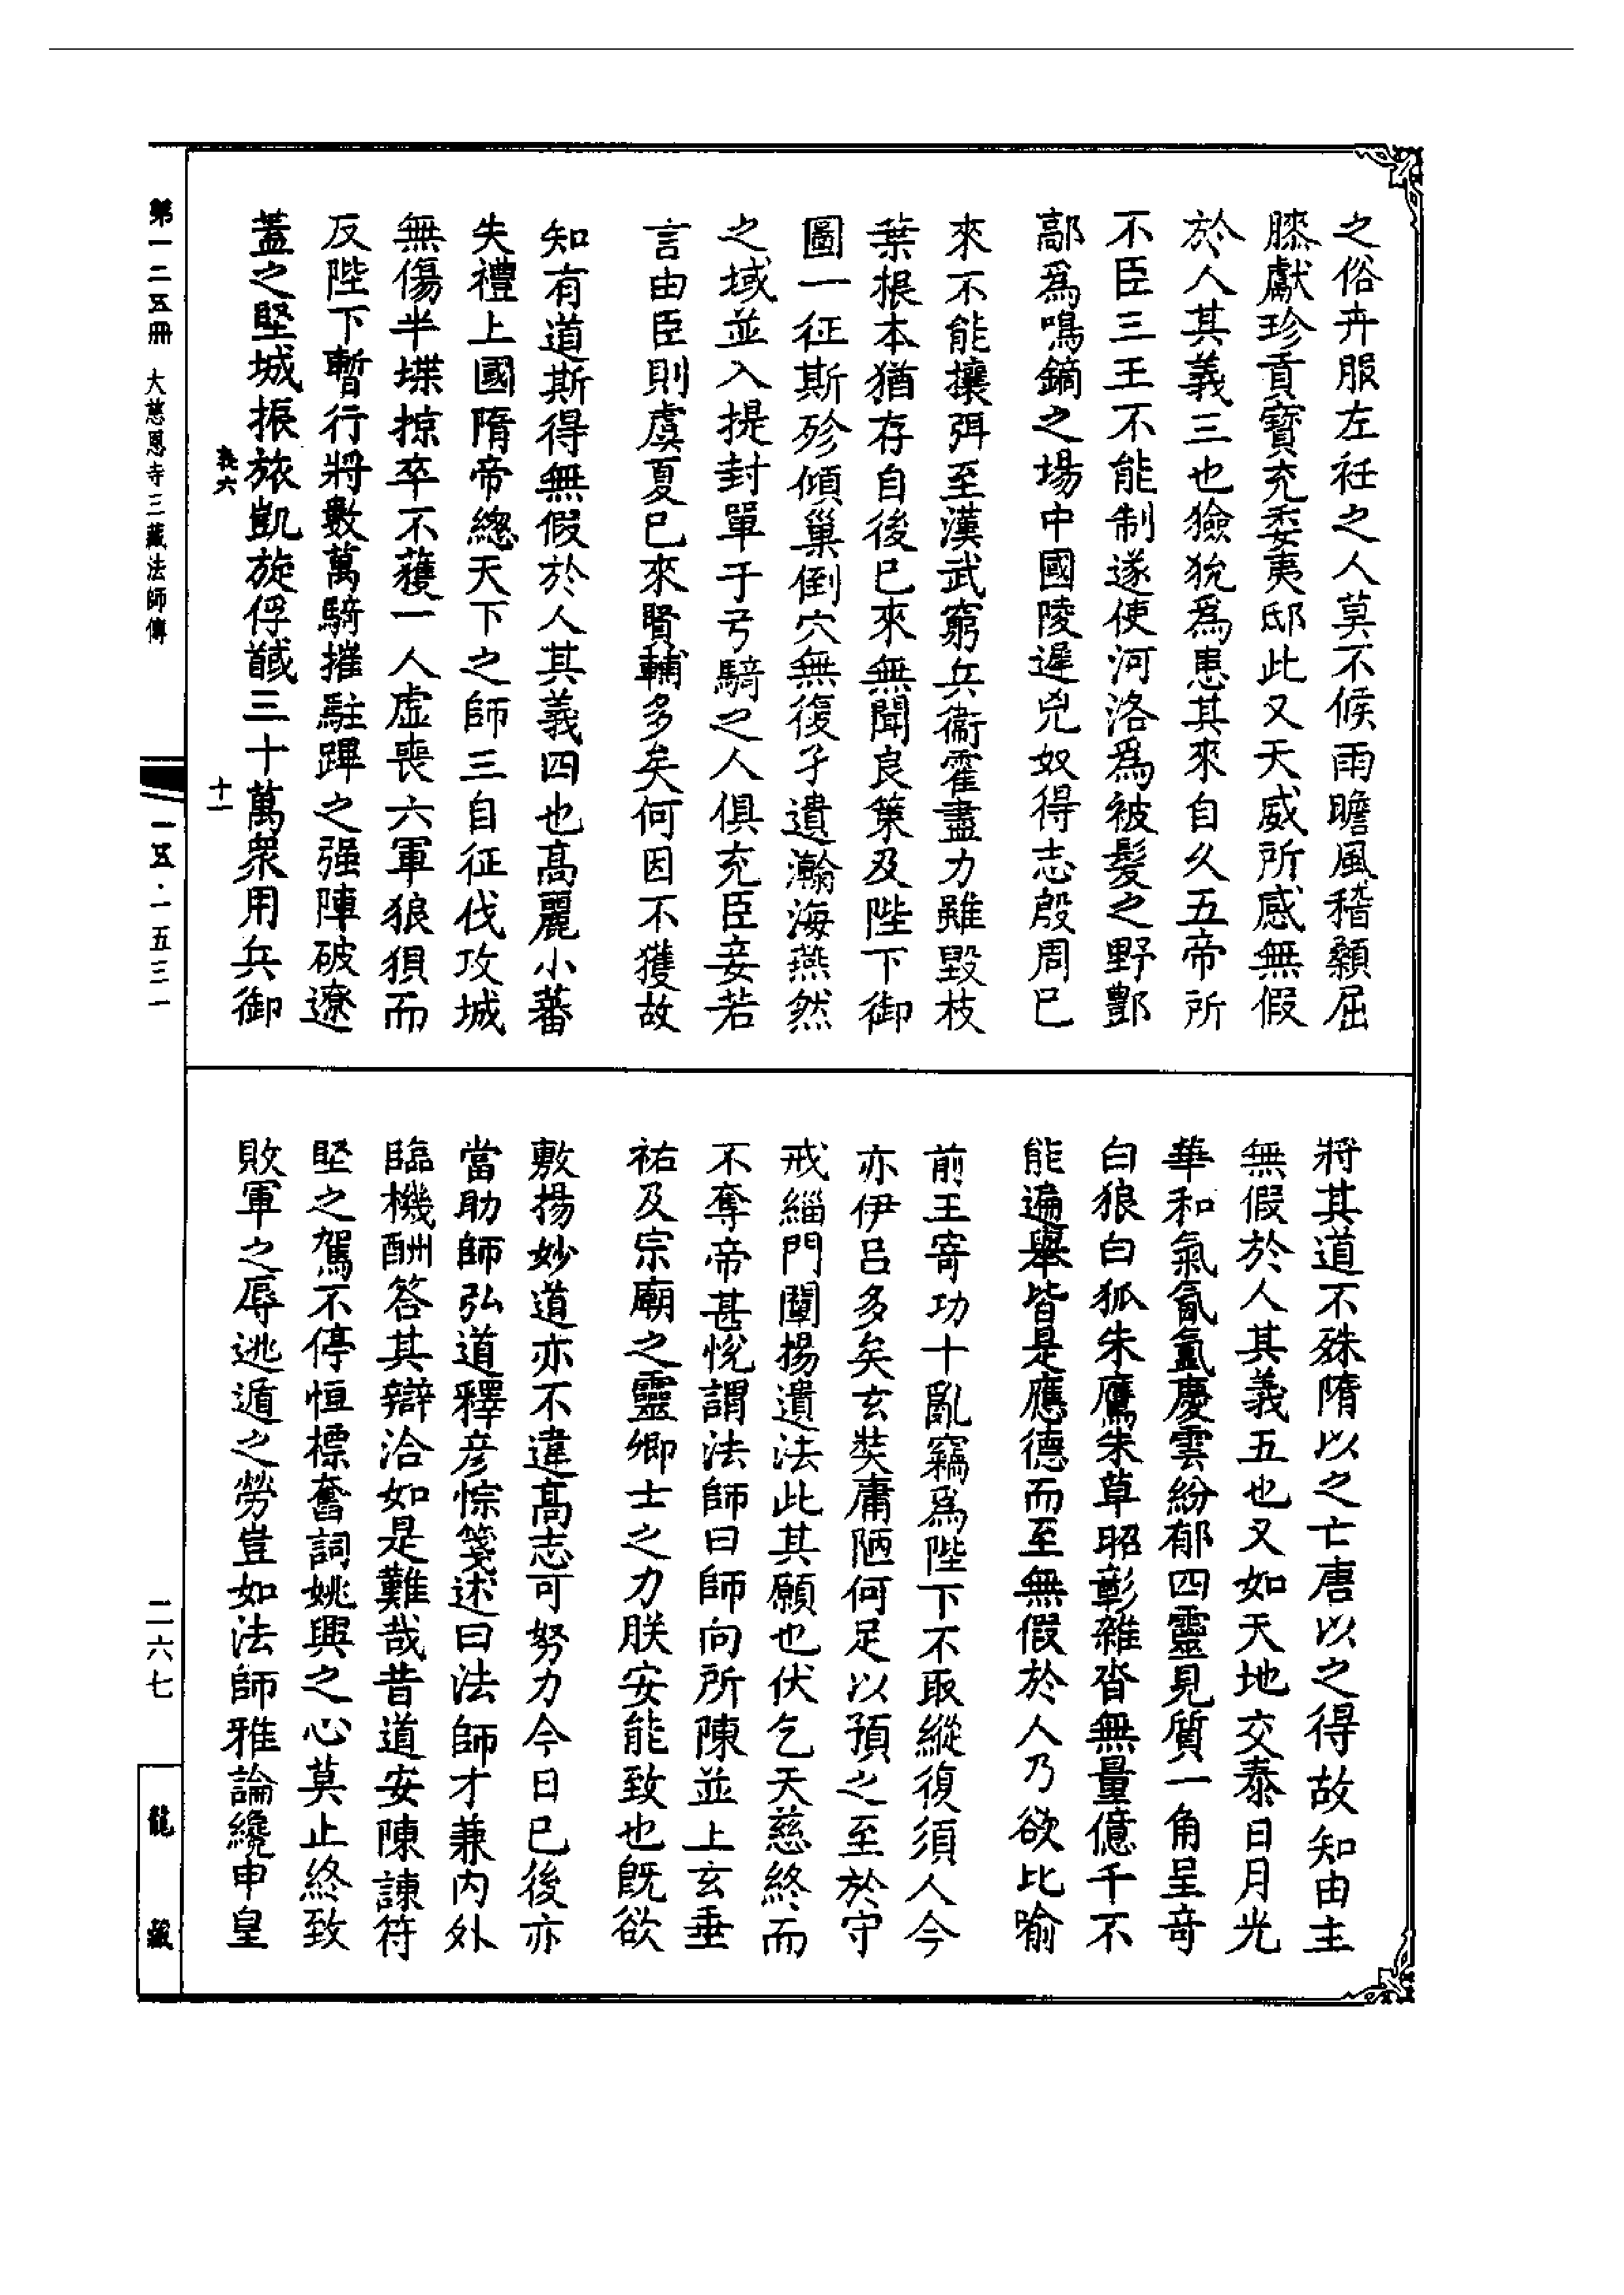 之俗卉服左衽之人莫不候雨瞻風稽顙屈
膝獻珍貢寶充委夷邸此又天威所感無假
於人其義三也獫狁爲患其來自久五帝所
不臣三王不能制遂使河洛爲被髮之野酆
鄗爲鳴鏑之場中國陵遲兇奴得志殷周已
來不能攘弭至漢武窮兵衞霍盡力雖毀枝
葉根本猶存自後已來無聞良策及陛下御
圖一征斯殄傾巢倒穴無復孑遺瀚海燕然
之域並入提封單于弓騎之人俱充臣妾若
言由臣則虞夏已來賢輔多矣何因不獲故
知有道斯得無假於人其義四也高麗小蕃
失禮上國隋帝緫天下之師三自征伐攻城
無傷半堞掠卒不獲一人虛喪六軍狼狽而
反陛下暫行將數萬騎摧駐蹕之强陣破遼
蓋之堅城振旅凱旋俘馘三十萬衆用兵御
將其道不殊隋以之亡唐以之得故知由主
無假於人其義五也又如天地交泰日月光
華和氣氤氳慶雲紛郁四靈見質一角呈奇
白狼白狐朱鴈朱草昭彰雜沓無量億千不
能遍舉皆是應德而至無假於人乃欲比喻
前王寄功十亂竊爲陛下不取縱復須人今
亦伊呂多矣玄奘庸陋何足以預之至於守
戒緇門闡揚遺法此其願也伏乞天慈終而
不奪帝甚悅謂法師曰師向所陳並上玄垂
祐及宗廟之靈卿士之力朕安能致也旣欲
敷揚妙道亦不違高志可努力今日已後亦
當助師弘道釋彦悰箋述曰法師才兼內外
臨機酬答其辯洽如是難哉昔道安陳諫符
堅之駕不停恒標奮詞姚興之心莫止終致
敗軍之辱逃遁之勞豈如法師雅論纔申皇
第一二五冊 大慈恩寺三藏法師傳
一五·一五三一
二六七
龍藏
十一